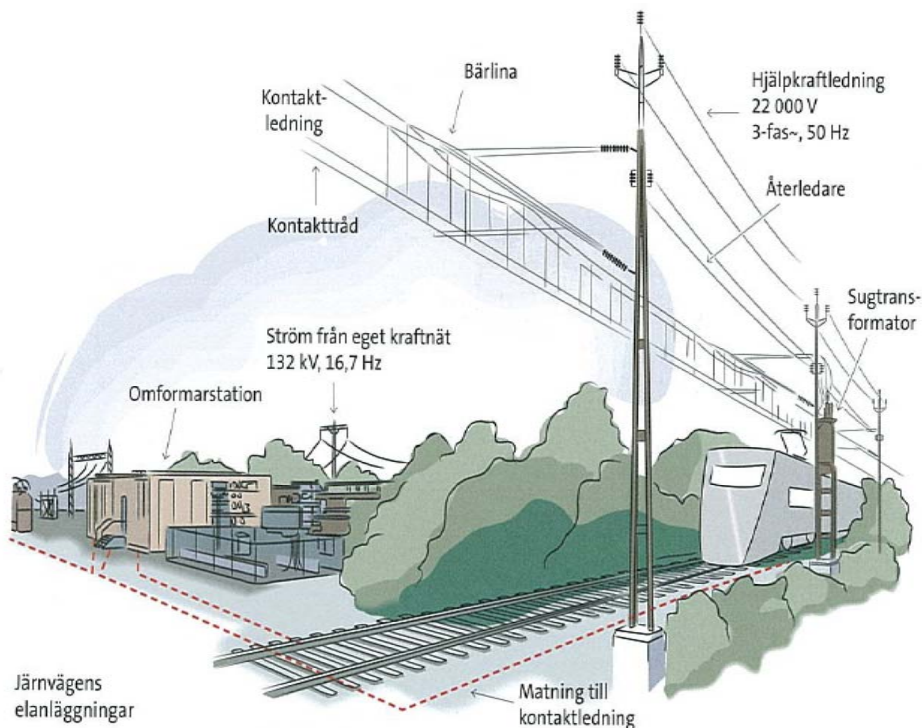 Bärlina
Kontakt-
ledning
Hjälpkraftledning
22 000 V
3-fas~, 50 Hz
Kontakttråd
Återledare
Sugtrans-
formator
Ström från eget kraftnät
132 kV, 16,7 Hz
Omformarstation
Järnvägens
elanläggningar
Matning till
kontaktledning